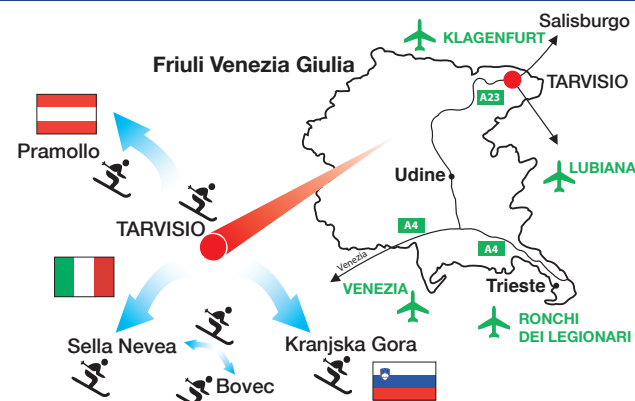 Salisburgo
KLAGENFURT
Friuli Venezia Giulia
TARVISIO
A23
Pramollo
LUBIANA
Udine
TARVISIO
A4
A4
Venezia
VENEZIA
Trieste
RONCHI
DEI LEGIONARI
Sella Nevea
Kranjska Gora
Bovec